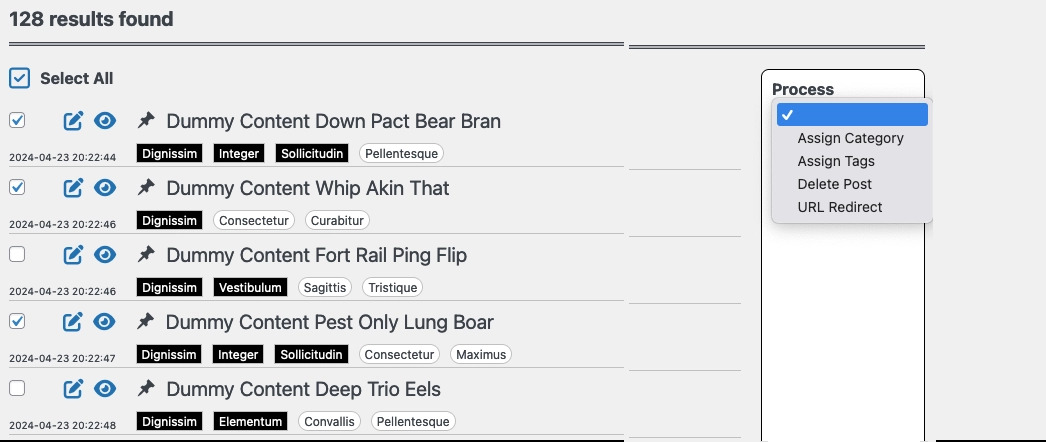 128 results found
Select All
Process
Dummy Content Down Pact Bear Bran
Assign Category
2024-04-23 20:22:44 Dignissim Integer Sollicitudin Pellentesque
Assign Tags
Dummy Content Whip Akin That
Delete Post
URL Redirect
2024-04-23 20:22:46 Dignissim Consectetur Curabitur
Dummy Content Fort Rail Ping Flip
2024-04-23 20:22:46 Dignissim Vestibulum Sagittis Tristique
Dummy Content Pest Only Lung Boar
2024-04-23 20:22:47 Dignissim Integer Sollicitudin Consectetur Maximus
Dummy Content Deep Trio Eels
2024-04-23 20:22:48 Dignissim Elementum Convallis Pellentesque